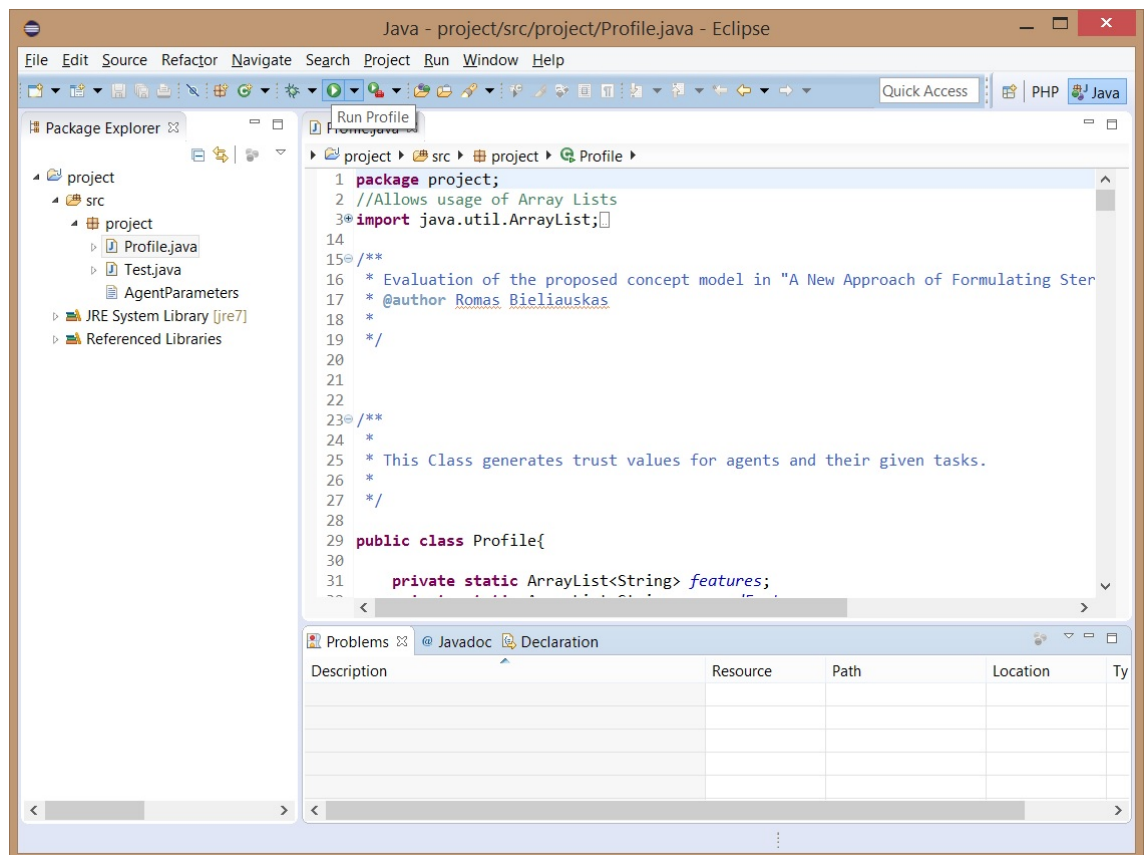 Java - project/src/project/Profile.java - Eclipse
File Edit Source Refactor Navigate Search Project Run Window Help
Quick Access PHP Java
Run Profile
Package Explorer
project
src
project
Profile.java
Test.java
AgentParameters
JRE System Library [jre7]
Referenced Libraries
project src project Profile
1 package project;
2 //Allows usage of Array Lists
3 import java.util.ArrayList;
14
15 /**
16 * Evaluation of the proposed concept model in "A New Approach of Formulating Ster
17 * @author Romas Bieliauskas
18 *
19 */
20
21
22
23 /**
24 *
25 * This Class generates trust values for agents and their given tasks.
26 *
27 */
28
29 public class Profile{
30
31 private static ArrayList<String> features;
Problems @ Javadoc Declaration
Description Resource Path Location Ty